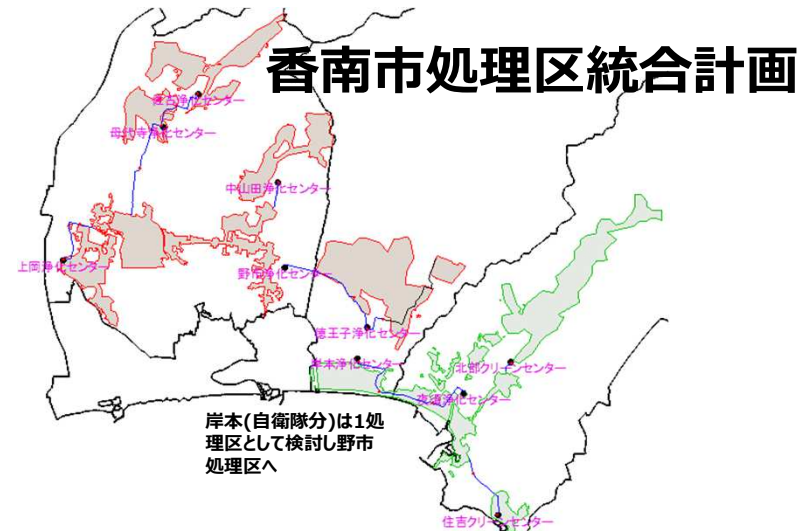 香南市処理区統合計画
佐古浄化センター
母代寺浄化センター
中山田浄化センター
上岡浄化センター
野市浄化センター
徳王子浄化センター
岸本浄化センター
北部クリーンセンター
夜須浄化センター
岸本(自衛隊分)は1処
理区として検討し野市
処理区へ
住吉クリーンセンター